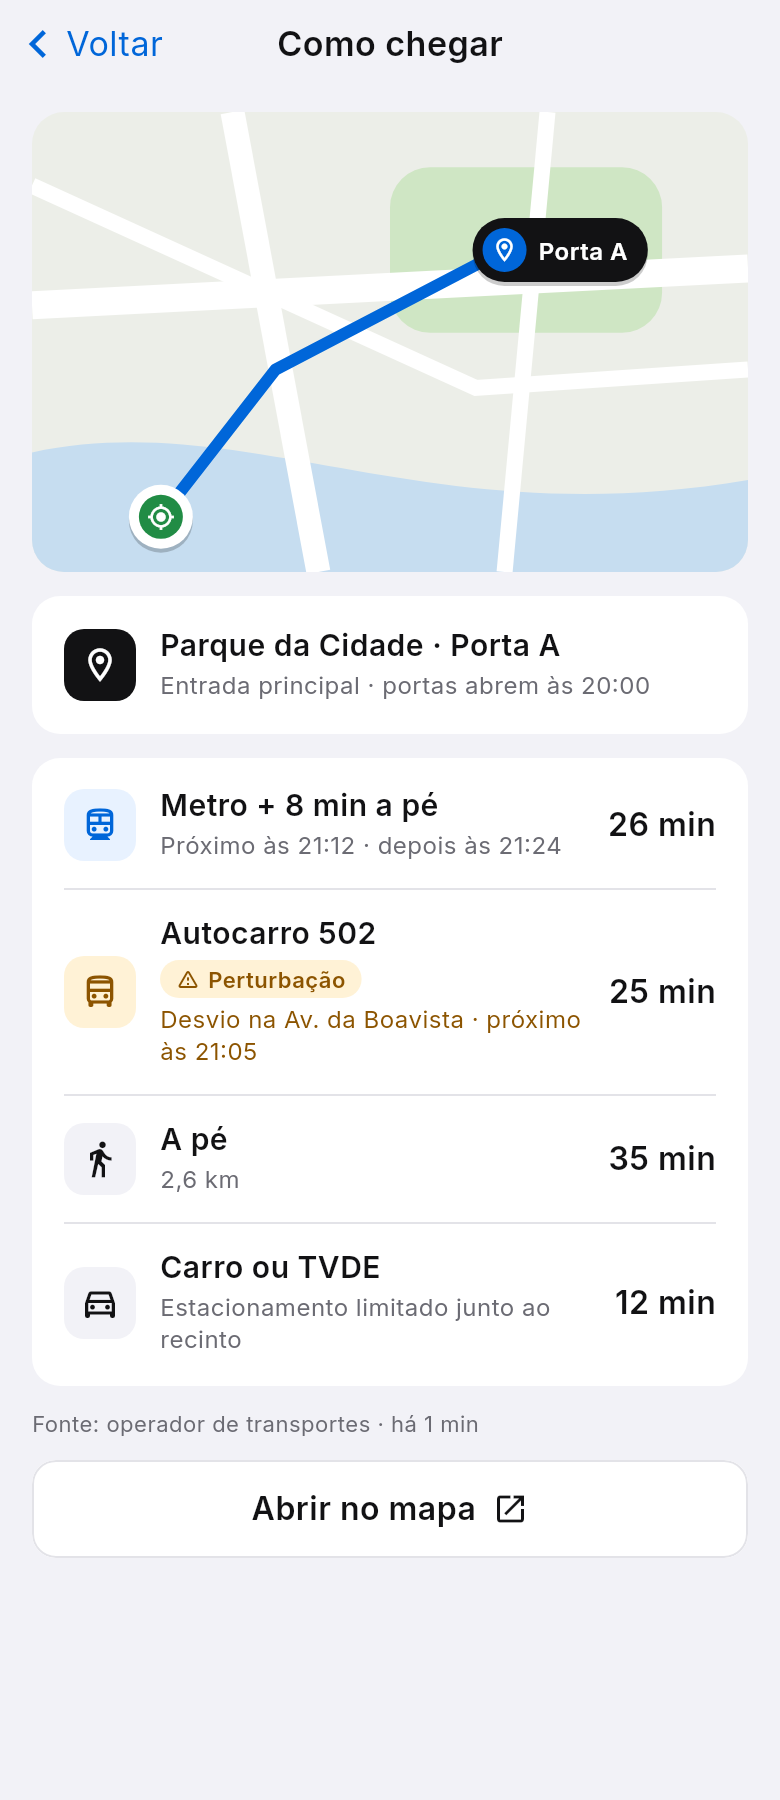 Voltar
Como chegar
Porta A
Parque da Cidade · Porta A
Entrada principal · portas abrem às 20:00
Metro + 8 min a pé
Próximo às 21:12 · depois às 21:24
26 min
Autocarro 502
Perturbação
Desvio na Av. da Boavista · próximo
às 21:05
25 min
A pé
2,6 km
35 min
Carro ou TVDE
Estacionamento limitado junto ao
recinto
12 min
Fonte: operador de transportes · há 1 min
Abrir no mapa